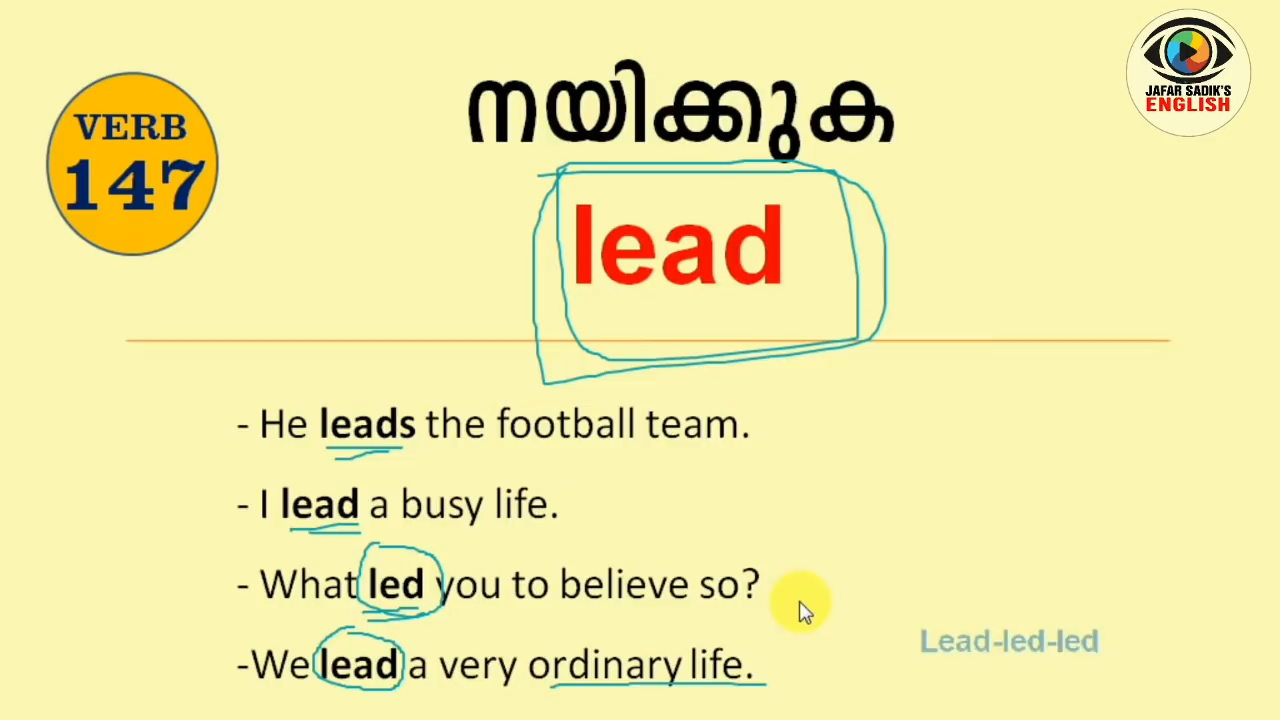 JAFAR SADIK'S
ENGLISH
VERB
147
നയിക്കുക
lead
- He leads the football team.
- I lead a busy life.
- What led you to believe so?
-We lead a very ordinary life.
Lead-led-led